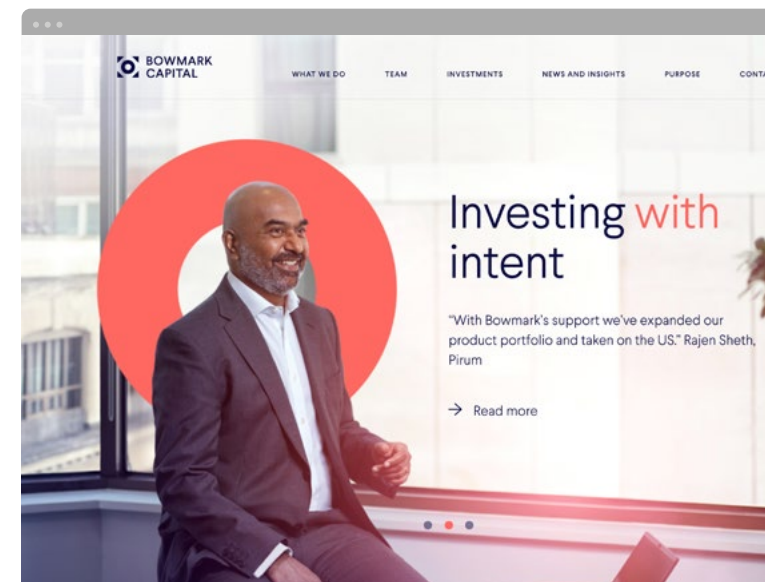 BOWMARK
CAPITAL
WHAT WE DO TEAM INVESTMENTS NEWS AND INSIGHTS PURPOSE CONTA
Investing with
intent
“With Bowmark's support we've expanded our
product portfolio and taken on the US.” Rajen Sheth,
Pirum
→ Read more